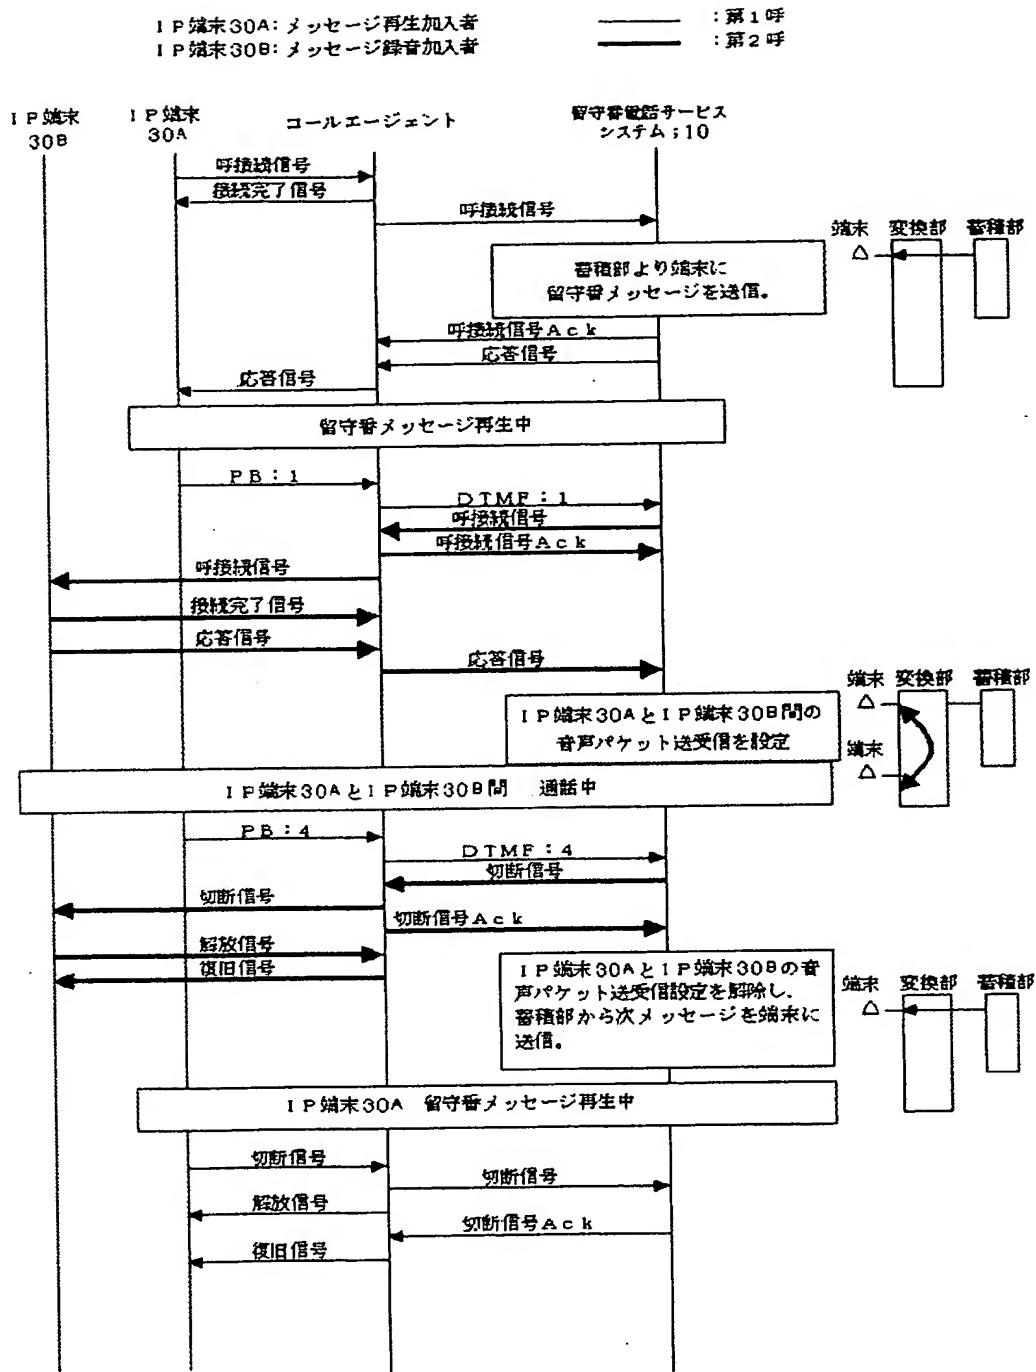 IP端末30A:メッセージ再生加入者
IP端末30B:メッセージ録音加入者
:第1呼
:第2呼
IP端末
30B
IP端末
30A
コールエージェント
留守番電話サービス
システム;10
呼接続信号
接続完了信号
呼接続信号
端末 変換部 蓄積部
蓄積部より端末に
留守番メッセージを送信。
呼接続信号Ack
応答信号
応答信号
留守番メッセージ再生中
PB:1
DTMF:1
呼接続信号
呼接続信号Ack
呼接続信号
接続完了信号
応答信号
応答信号
端末 変換部 蓄積部
端末
IP端末30AとIP端末30B間の
音声パケット送受信を設定
IP端末30AとIP端末30B間 通話中
PB:4
DTMF:4
切断信号
切断信号
切断信号Ack
解放信号
復旧信号
IP端末30AとIP端末30Bの音
声パケット送受信設定を解除し、
蓄積部から次メッセージを端末に
送信。
端末 変換部 蓄積部
IP端末30A 留守番メッセージ再生中
切断信号
切断信号
解放信号
切断信号Ack
復旧信号